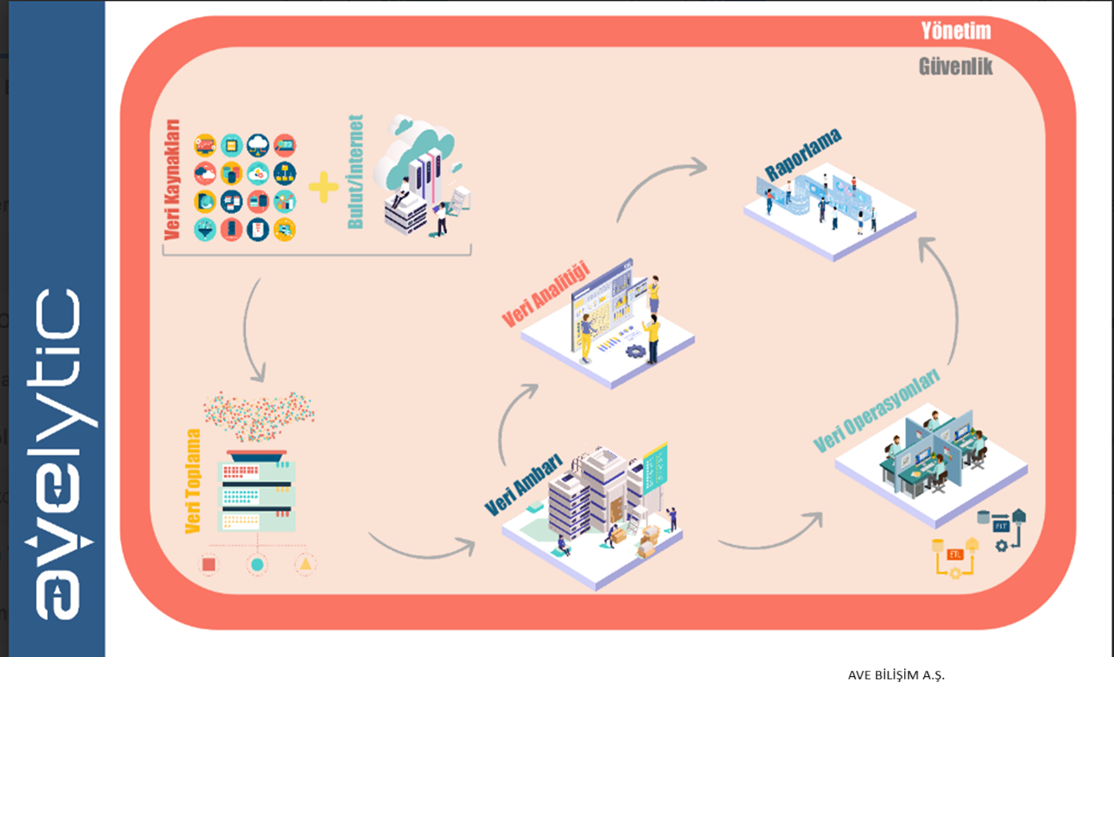 Yönetim
Güvenlik
Veri Kaynakları
Bulut/İnternet
Raporlama
Veri Analitiği
Veri Toplama
Veri Ambarı
Veri Operasyonları
ETL
avelytic
AVE BİLİŞİM A.Ş.